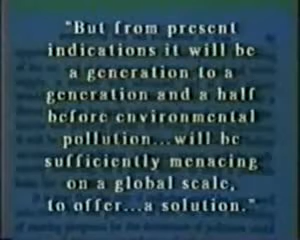 "But from present
indications it will be
a generation to a
generation and a half
before environmental
pollution...will be
sufficiently menacing
on a global scale,
to offer...a solution."